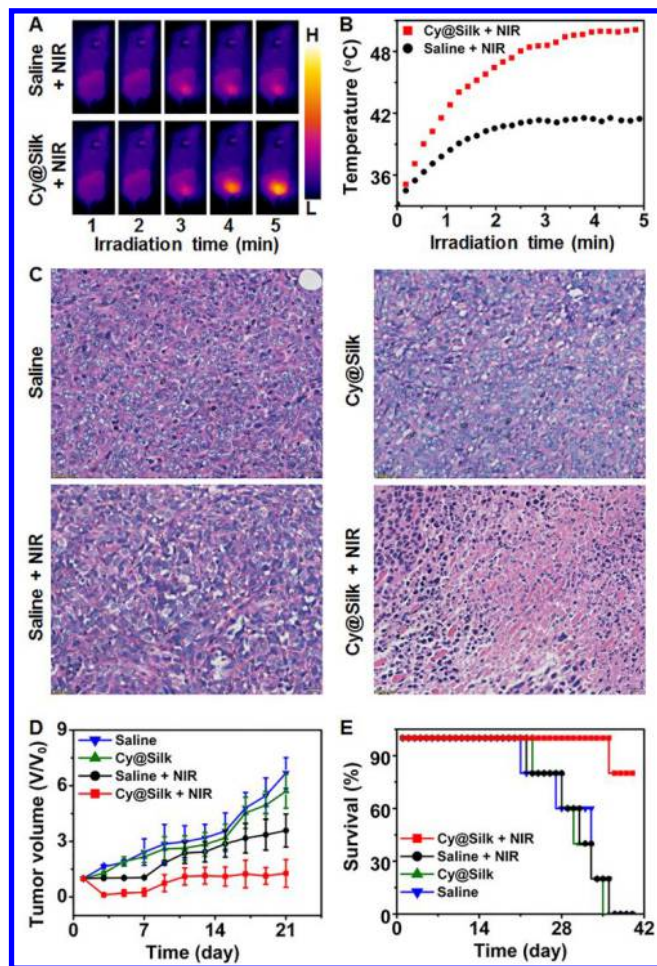 A
Saline
+ NIR
Cy@Silk
+ NIR
H
L
1 2 3 4 5
Irradiation time (min)
B
Cy@Silk + NIR
Saline + NIR
Temperature (°C)
48
42
36
0 1 2 3 4 5
Irradiation time (min)
C
Saline
Cy@Silk
Saline + NIR
Cy@Silk + NIR
D
Saline
Cy@Silk
Saline + NIR
Cy@Silk + NIR
Tumor volume (V/V₀)
9
6
3
0
0 7 14 21
Time (day)
E
Cy@Silk + NIR
Saline + NIR
Cy@Silk
Saline
Survival (%)
90
60
30
0
0 14 28 42
Time (day)